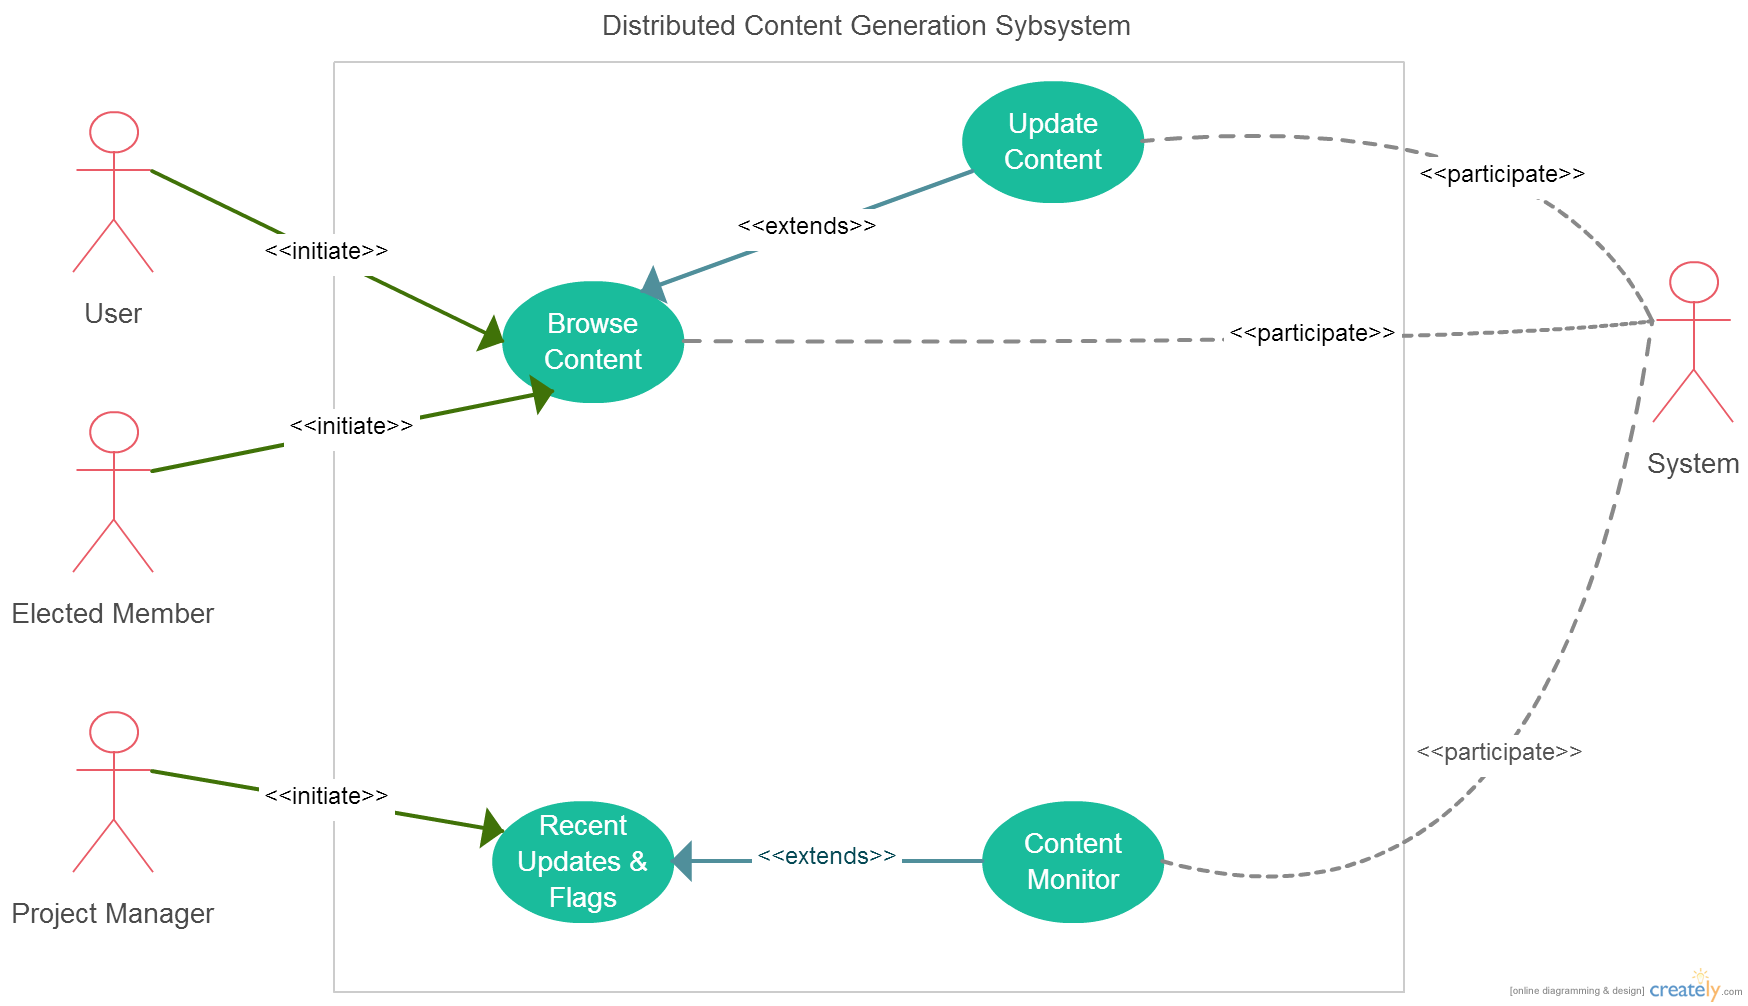 Distributed Content Generation Sybsystem
Update
Content
<<participate>>
<<extends>>
<<initiate>>
User
Browse
Content
<<participate>>
<<initiate>>
System
Elected Member
<<participate>>
<<initiate>>
Recent
Updates &
Flags
<<extends>>
Content
Monitor
Project Manager
[online diagramming & design] creately.com